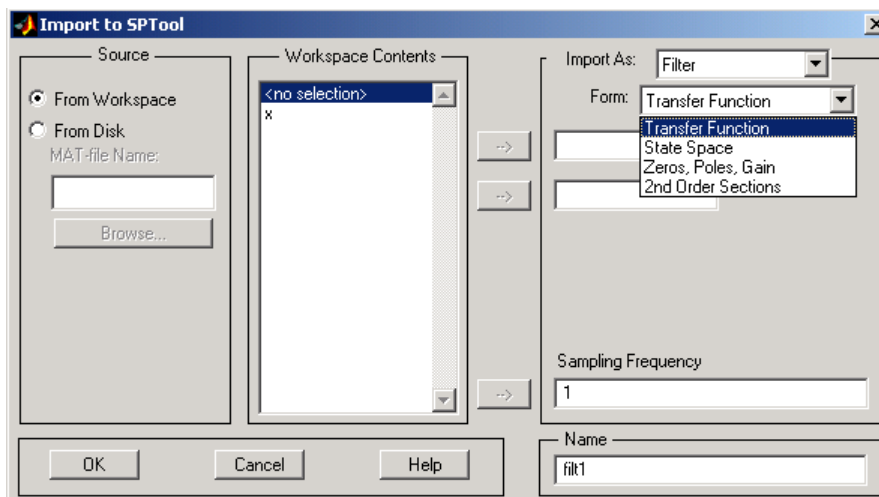 Import to SPTool
Source
From Workspace
From Disk
MAT-file Name:
Browse...
Workspace Contents
<no selection>
x
-->
-->
-->
Import As:
Filter
Form:
Transfer Function
Transfer Function
State Space
Zeros, Poles, Gain
2nd Order Sections
Sampling Frequency
1
OK
Cancel
Help
Name
filt1